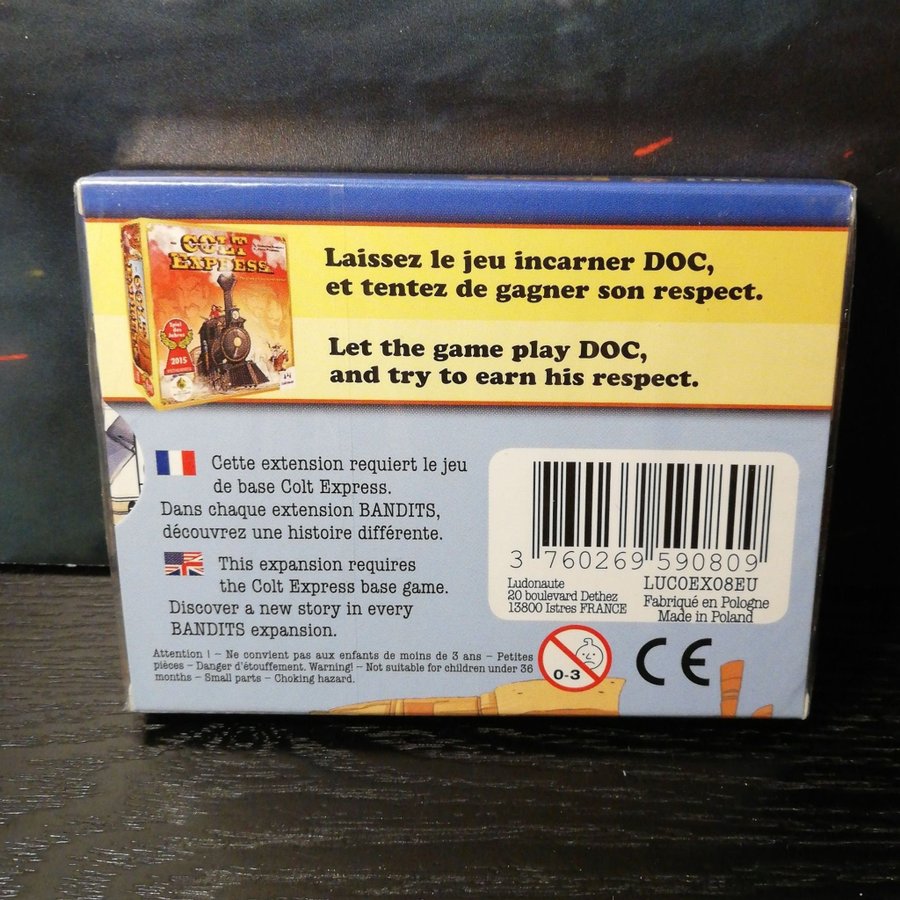 COLT
EXPRESS
Spiel
des
Jahres
2015
Laissez le jeu incarner DOC,
et tentez de gagner son respect.
Let the game play DOC,
and try to earn his respect.
Cette extension requiert le jeu
de base Colt Express.
Dans chaque extension BANDITS,
découvrez une histoire différente.
This expansion requires
the Colt Express base game.
Discover a new story in every
BANDITS expansion.
3 760269 590809
Ludonaute
20 boulevard Dethez
13800 Istres FRANCE
LUCOEX08EU
Fabriqué en Pologne
Made in Poland
Attention ! – Ne convient pas aux enfants de moins de 3 ans – Petites
pièces – Danger d'étouffement. Warning! – Not suitable for children under 36
months – Small parts – Choking hazard.
0-3
CE